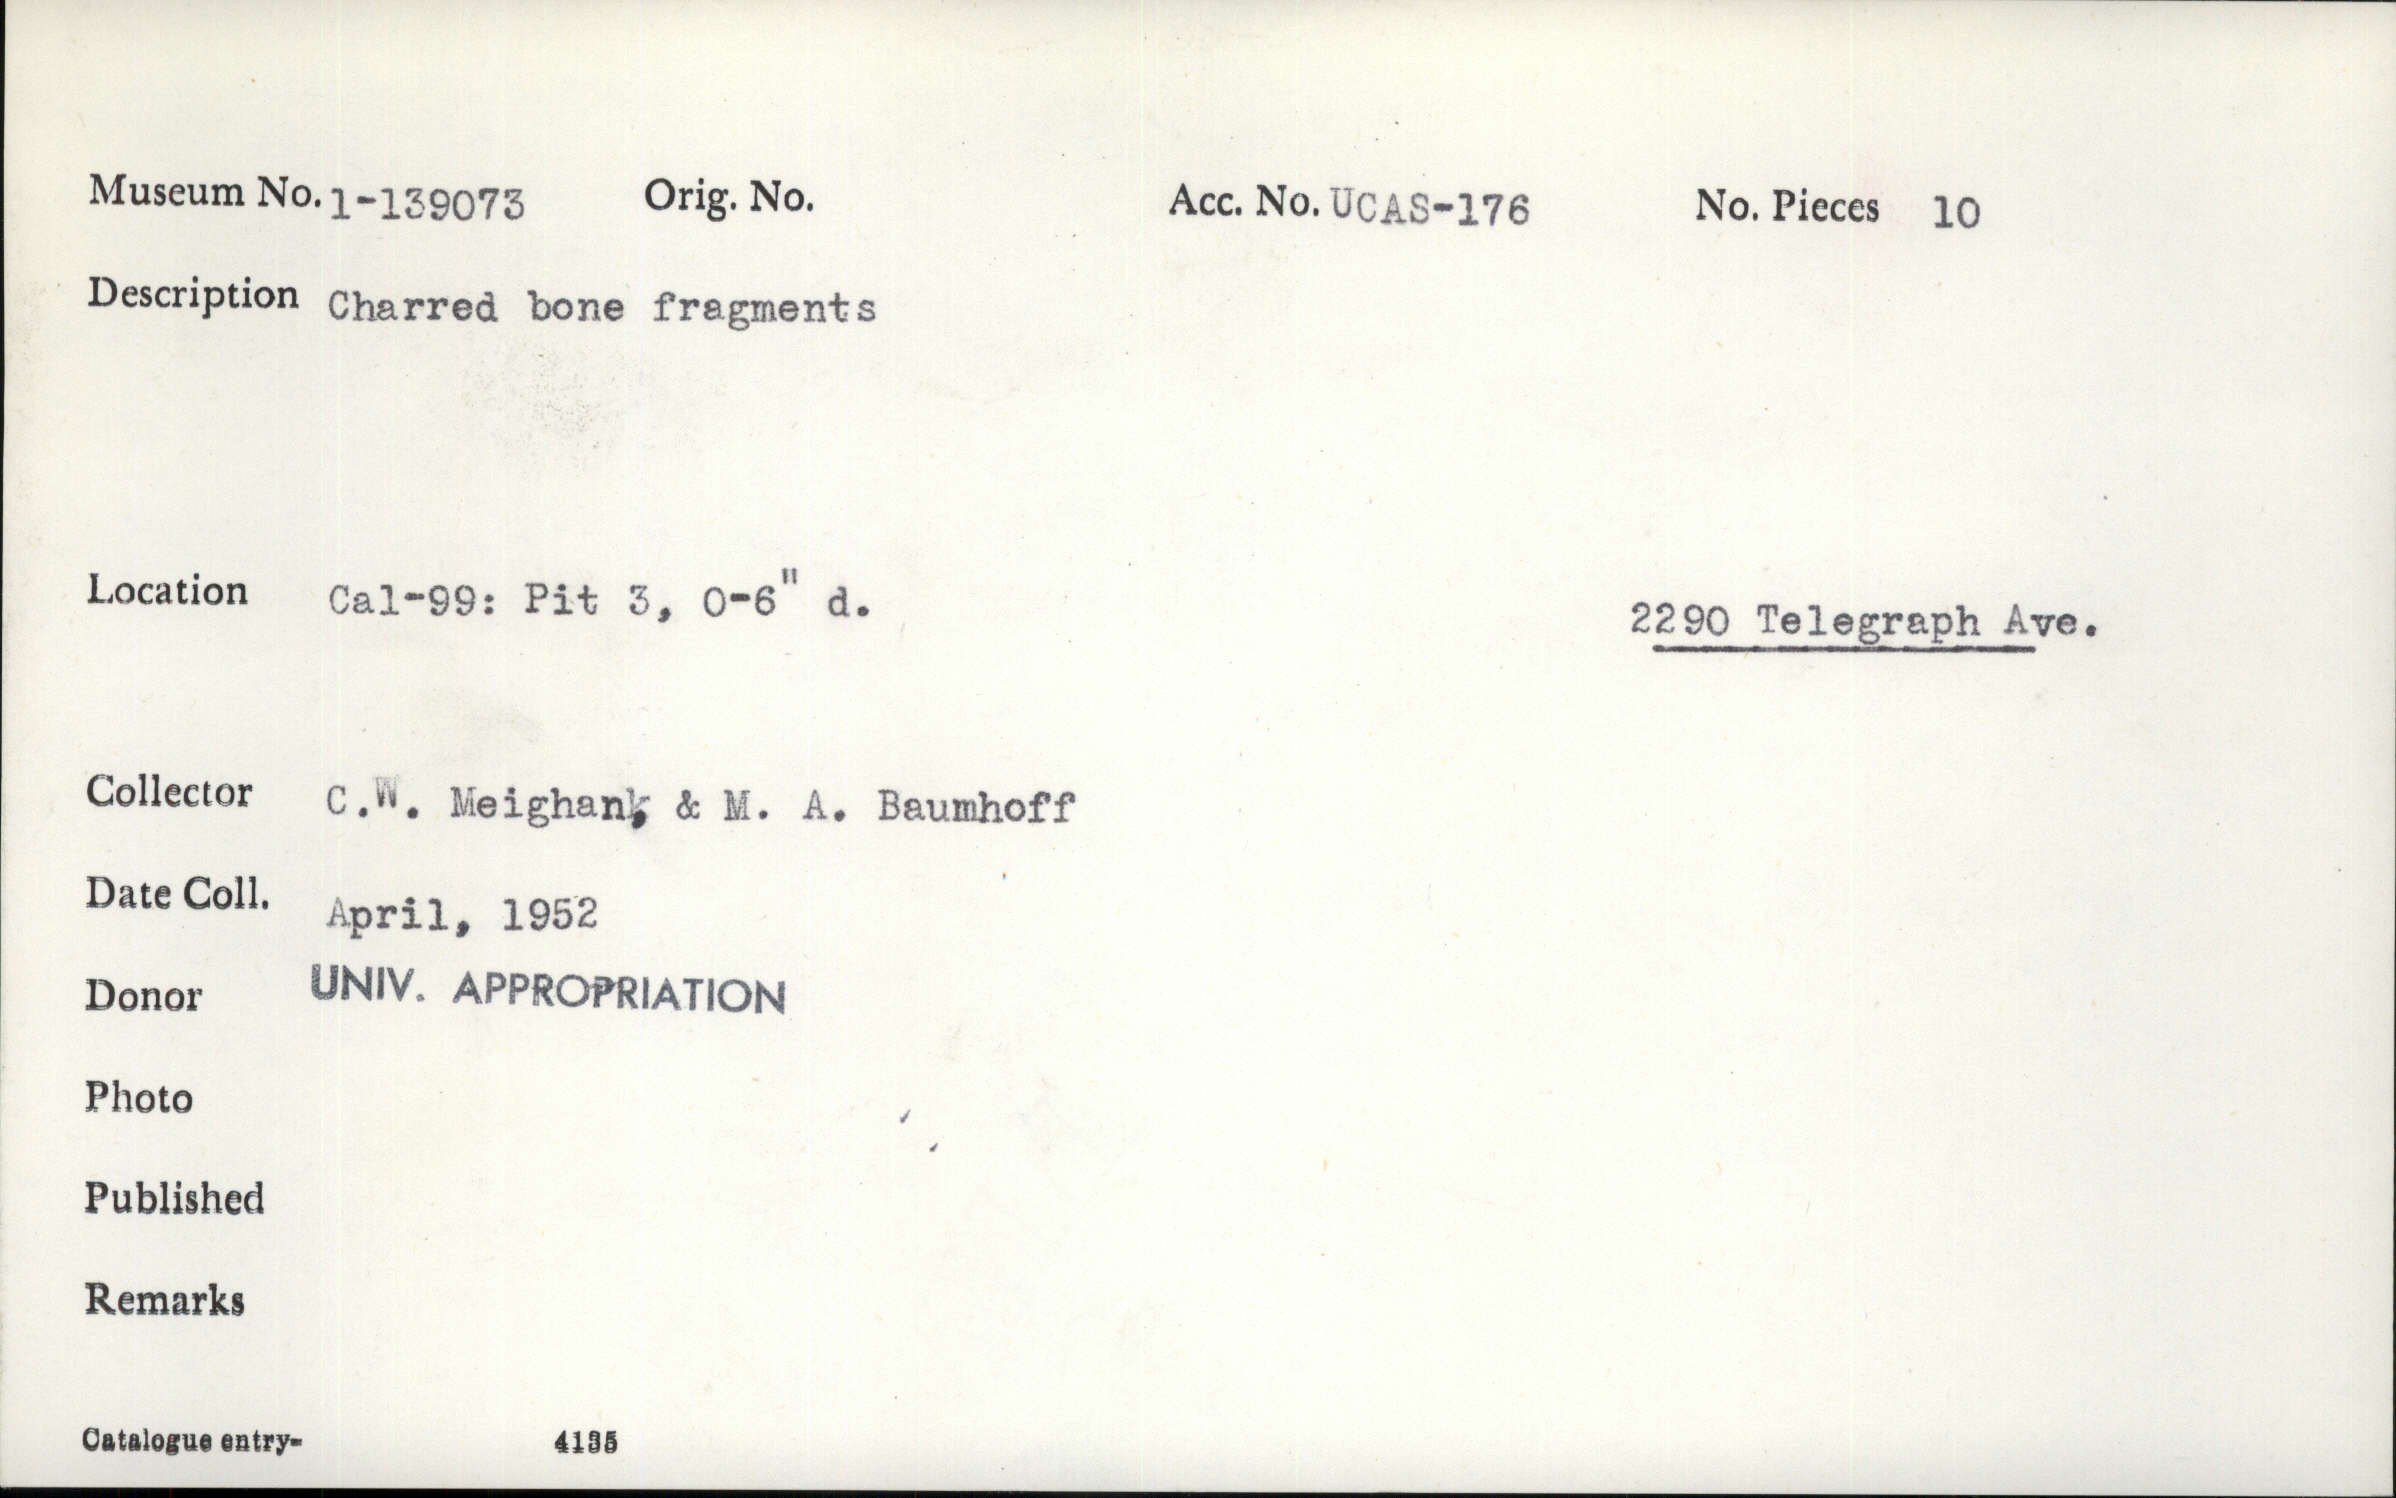 Museum No. 1-139073 Orig. No. Acc. No. UCAS-176 No. Pieces 10
Description Charred bone fragments
Location Cal-99: Pit 3, 0-6" d.
2290 Telegraph Ave.
Collector C.W. Meighan, & M. A. Baumhoff
Date Coll. April, 1952
Donor UNIV. APPROPRIATION
Photo
Published
Remarks
Catalogue entry- 4135